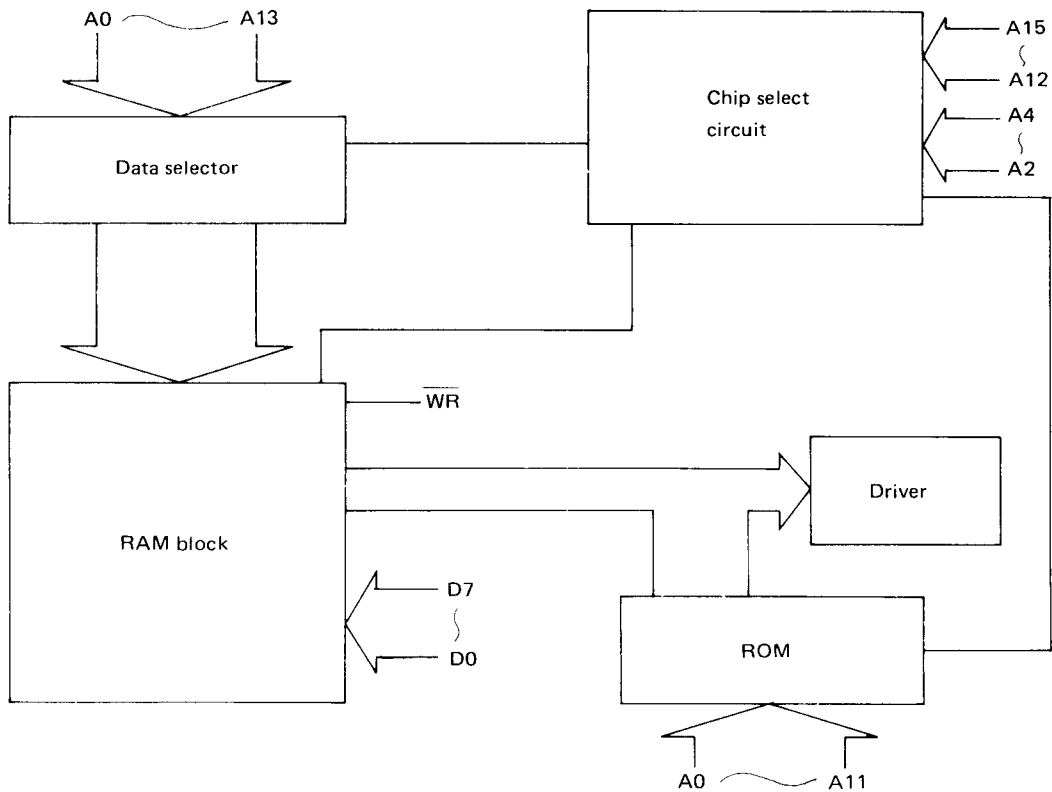 A0 A13
A15
A12
Chip select
circuit
A4
A2
Data selector
WR
Driver
RAM block
D7
D0
ROM
A0 A11